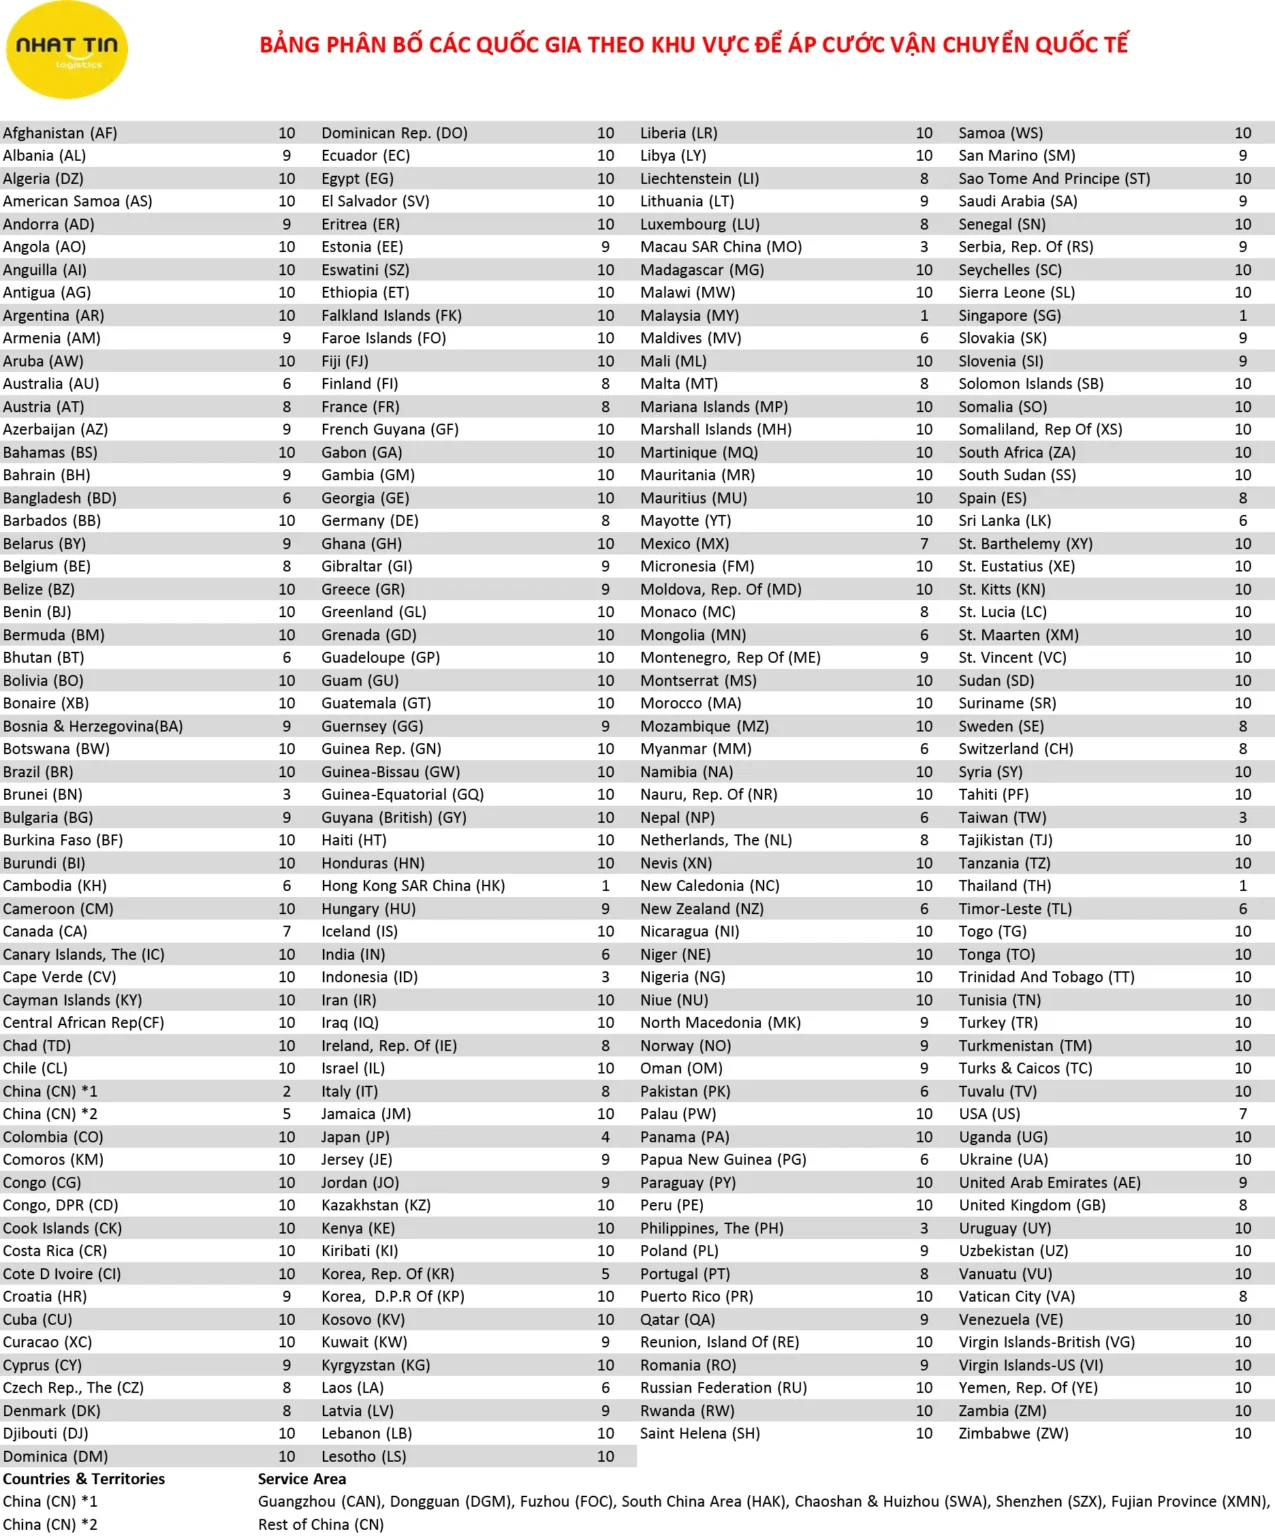 NHAT TIN
logistics
BẢNG PHÂN BỐ CÁC QUỐC GIA THEO KHU VỰC ĐỂ ÁP CƯỚC VẬN CHUYỂN QUỐC TẾ
Afghanistan (AF) 10 Dominican Rep. (DO) 10 Liberia (LR) 10 Samoa (WS) 10
Albania (AL) 9 Ecuador (EC) 10 Libya (LY) 10 San Marino (SM) 9
Algeria (DZ) 10 Egypt (EG) 10 Liechtenstein (LI) 8 Sao Tome And Principe (ST) 10
American Samoa (AS) 10 El Salvador (SV) 10 Lithuania (LT) 9 Saudi Arabia (SA) 9
Andorra (AD) 9 Eritrea (ER) 10 Luxembourg (LU) 8 Senegal (SN) 10
Angola (AO) 10 Estonia (EE) 9 Macau SAR China (MO) 3 Serbia, Rep. Of (RS) 9
Anguilla (AI) 10 Eswatini (SZ) 10 Madagascar (MG) 10 Seychelles (SC) 10
Antigua (AG) 10 Ethiopia (ET) 10 Malawi (MW) 10 Sierra Leone (SL) 10
Argentina (AR) 10 Falkland Islands (FK) 10 Malaysia (MY) 1 Singapore (SG) 1
Armenia (AM) 9 Faroe Islands (FO) 10 Maldives (MV) 6 Slovakia (SK) 9
Aruba (AW) 10 Fiji (FJ) 10 Mali (ML) 10 Slovenia (SI) 9
Australia (AU) 6 Finland (FI) 8 Malta (MT) 8 Solomon Islands (SB) 10
Austria (AT) 8 France (FR) 8 Mariana Islands (MP) 10 Somalia (SO) 10
Azerbaijan (AZ) 9 French Guyana (GF) 10 Marshall Islands (MH) 10 Somaliland, Rep Of (XS) 10
Bahamas (BS) 10 Gabon (GA) 10 Martinique (MQ) 10 South Africa (ZA) 10
Bahrain (BH) 9 Gambia (GM) 10 Mauritania (MR) 10 South Sudan (SS) 10
Bangladesh (BD) 6 Georgia (GE) 10 Mauritius (MU) 10 Spain (ES) 8
Barbados (BB) 10 Germany (DE) 8 Mayotte (YT) 10 Sri Lanka (LK) 6
Belarus (BY) 9 Ghana (GH) 10 Mexico (MX) 7 St. Barthelemy (XY) 10
Belgium (BE) 8 Gibraltar (GI) 9 Micronesia (FM) 10 St. Eustatius (XE) 10
Belize (BZ) 10 Greece (GR) 9 Moldova, Rep. Of (MD) 10 St. Kitts (KN) 10
Benin (BJ) 10 Greenland (GL) 10 Monaco (MC) 8 St. Lucia (LC) 10
Bermuda (BM) 10 Grenada (GD) 10 Mongolia (MN) 6 St. Maarten (XM) 10
Bhutan (BT) 6 Guadeloupe (GP) 10 Montenegro, Rep Of (ME) 9 St. Vincent (VC) 10
Bolivia (BO) 10 Guam (GU) 10 Montserrat (MS) 10 Sudan (SD) 10
Bonaire (XB) 10 Guatemala (GT) 10 Morocco (MA) 10 Suriname (SR) 10
Bosnia & Herzegovina(BA) 9 Guernsey (GG) 9 Mozambique (MZ) 10 Sweden (SE) 8
Botswana (BW) 10 Guinea Rep. (GN) 10 Myanmar (MM) 6 Switzerland (CH) 8
Brazil (BR) 10 Guinea-Bissau (GW) 10 Namibia (NA) 10 Syria (SY) 10
Brunei (BN) 3 Guinea-Equatorial (GQ) 10 Nauru, Rep. Of (NR) 10 Tahiti (PF) 10
Bulgaria (BG) 9 Guyana (British) (GY) 10 Nepal (NP) 6 Taiwan (TW) 3
Burkina Faso (BF) 10 Haiti (HT) 10 Netherlands, The (NL) 8 Tajikistan (TJ) 10
Burundi (BI) 10 Honduras (HN) 10 Nevis (XN) 10 Tanzania (TZ) 10
Cambodia (KH) 6 Hong Kong SAR China (HK) 1 New Caledonia (NC) 10 Thailand (TH) 1
Cameroon (CM) 10 Hungary (HU) 9 New Zealand (NZ) 6 Timor-Leste (TL) 6
Canada (CA) 7 Iceland (IS) 10 Nicaragua (NI) 10 Togo (TG) 10
Canary Islands, The (IC) 10 India (IN) 6 Niger (NE) 10 Tonga (TO) 10
Cape Verde (CV) 10 Indonesia (ID) 3 Nigeria (NG) 10 Trinidad And Tobago (TT) 10
Cayman Islands (KY) 10 Iran (IR) 10 Niue (NU) 10 Tunisia (TN) 10
Central African Rep(CF) 10 Iraq (IQ) 10 North Macedonia (MK) 9 Turkey (TR) 10
Chad (TD) 10 Ireland, Rep. Of (IE) 8 Norway (NO) 9 Turkmenistan (TM) 10
Chile (CL) 10 Israel (IL) 10 Oman (OM) 9 Turks & Caicos (TC) 10
China (CN) *1 2 Italy (IT) 8 Pakistan (PK) 6 Tuvalu (TV) 10
China (CN) *2 5 Jamaica (JM) 10 Palau (PW) 10 USA (US) 7
Colombia (CO) 10 Japan (JP) 4 Panama (PA) 10 Uganda (UG) 10
Comoros (KM) 10 Jersey (JE) 9 Papua New Guinea (PG) 6 Ukraine (UA) 10
Congo (CG) 10 Jordan (JO) 9 Paraguay (PY) 10 United Arab Emirates (AE) 9
Congo, DPR (CD) 10 Kazakhstan (KZ) 10 Peru (PE) 10 United Kingdom (GB) 8
Cook Islands (CK) 10 Kenya (KE) 10 Philippines, The (PH) 3 Uruguay (UY) 10
Costa Rica (CR) 10 Kiribati (KI) 10 Poland (PL) 9 Uzbekistan (UZ) 10
Cote D Ivoire (CI) 10 Korea, Rep. Of (KR) 5 Portugal (PT) 8 Vanuatu (VU) 10
Croatia (HR) 9 Korea, D.P.R Of (KP) 10 Puerto Rico (PR) 10 Vatican City (VA) 8
Cuba (CU) 10 Kosovo (KV) 10 Qatar (QA) 9 Venezuela (VE) 10
Curacao (XC) 10 Kuwait (KW) 9 Reunion, Island Of (RE) 10 Virgin Islands-British (VG) 10
Cyprus (CY) 9 Kyrgyzstan (KG) 10 Romania (RO) 9 Virgin Islands-US (VI) 10
Czech Rep., The (CZ) 8 Laos (LA) 6 Russian Federation (RU) 10 Yemen, Rep. Of (YE) 10
Denmark (DK) 8 Latvia (LV) 9 Rwanda (RW) 10 Zambia (ZM) 10
Djibouti (DJ) 10 Lebanon (LB) 10 Saint Helena (SH) 10 Zimbabwe (ZW) 10
Dominica (DM) 10 Lesotho (LS) 10
Countries & Territories Service Area
China (CN) *1 Guangzhou (CAN), Dongguan (DGM), Fuzhou (FOC), South China Area (HAK), Chaoshan & Huizhou (SWA), Shenzhen (SZX), Fujian Province (XMN),
China (CN) *2 Rest of China (CN)